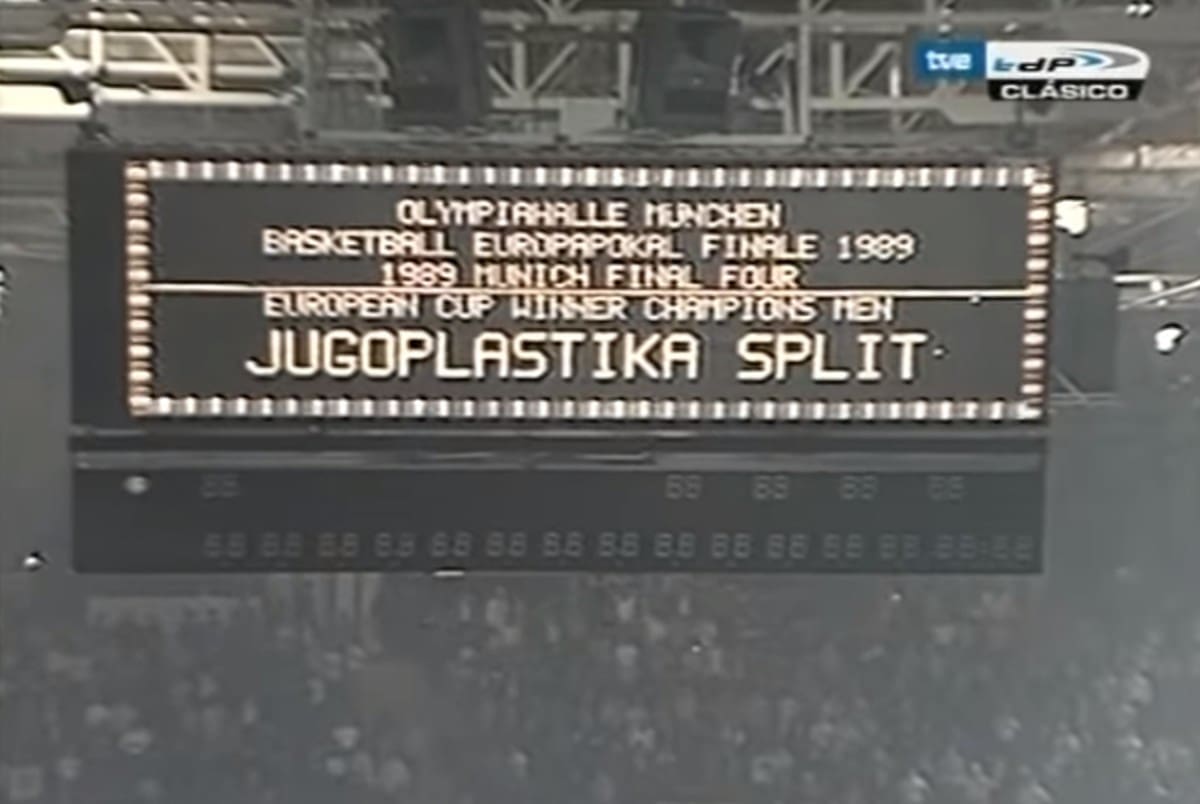 tve tdp
CLÁSICO
OLYMPIAHALLE MUNCHEN
BASKETBALL EUROPAPOKAL FINALE 1989
1989 MUNICH FINAL FOUR
EUROPEAN CUP WINNER CHAMPIONS MEN
JUGOPLASTIKA SPLIT